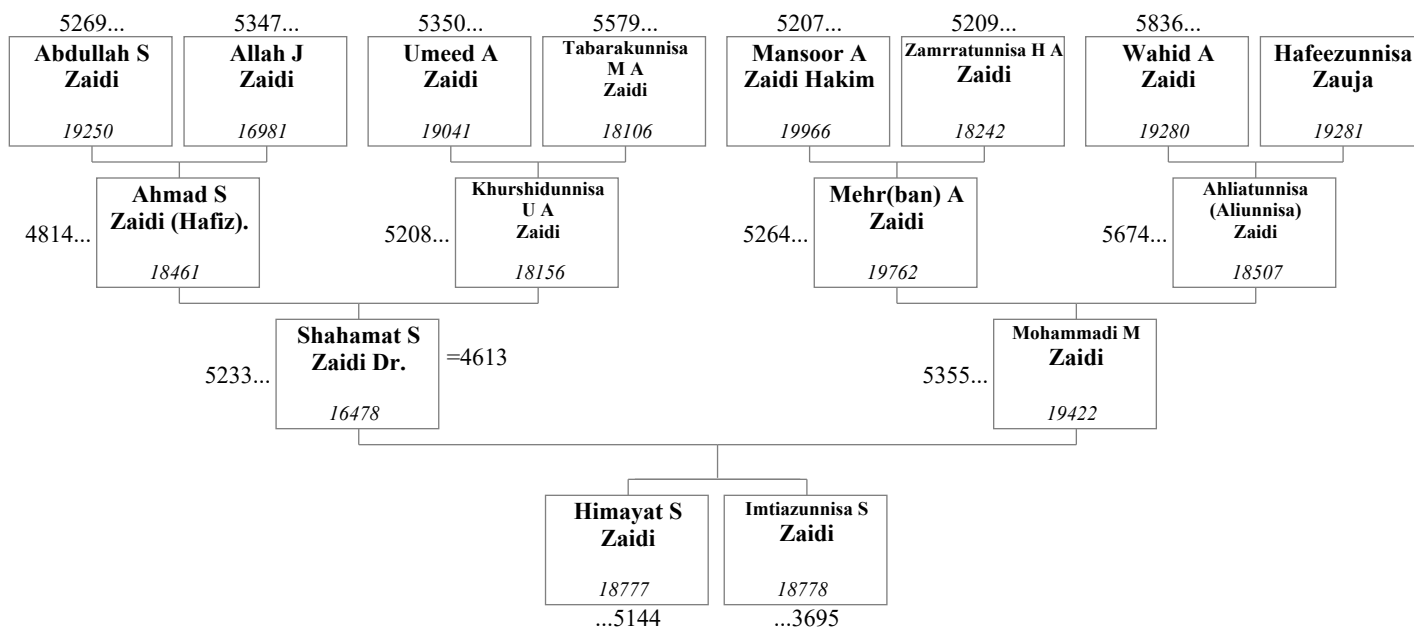 5269... 5347... 5350... 5579... 5207... 5209... 5836...
Abdullah S
Zaidi
19250
Allah J
Zaidi
16981
Umeed A
Zaidi
19041
Tabarakunnisa
M A
Zaidi
18106
Mansoor A
Zaidi Hakim
19966
Zamrratunnisa H A
Zaidi
18242
Wahid A
Zaidi
19280
Hafeezunnisa
Zauja
19281
4814...
Ahmad S
Zaidi (Hafiz).
18461
5208...
Khurshidunnisa
U A
Zaidi
18156
5264...
Mehr(ban) A
Zaidi
19762
5674...
Ahliatunnisa
(Aliunnisa)
Zaidi
18507
5233...
Shahamat S
Zaidi Dr.
16478
=4613
5355...
Mohammadi M
Zaidi
19422
Himayat S
Zaidi
18777
...5144
Imtiazunnisa S
Zaidi
18778
...3695